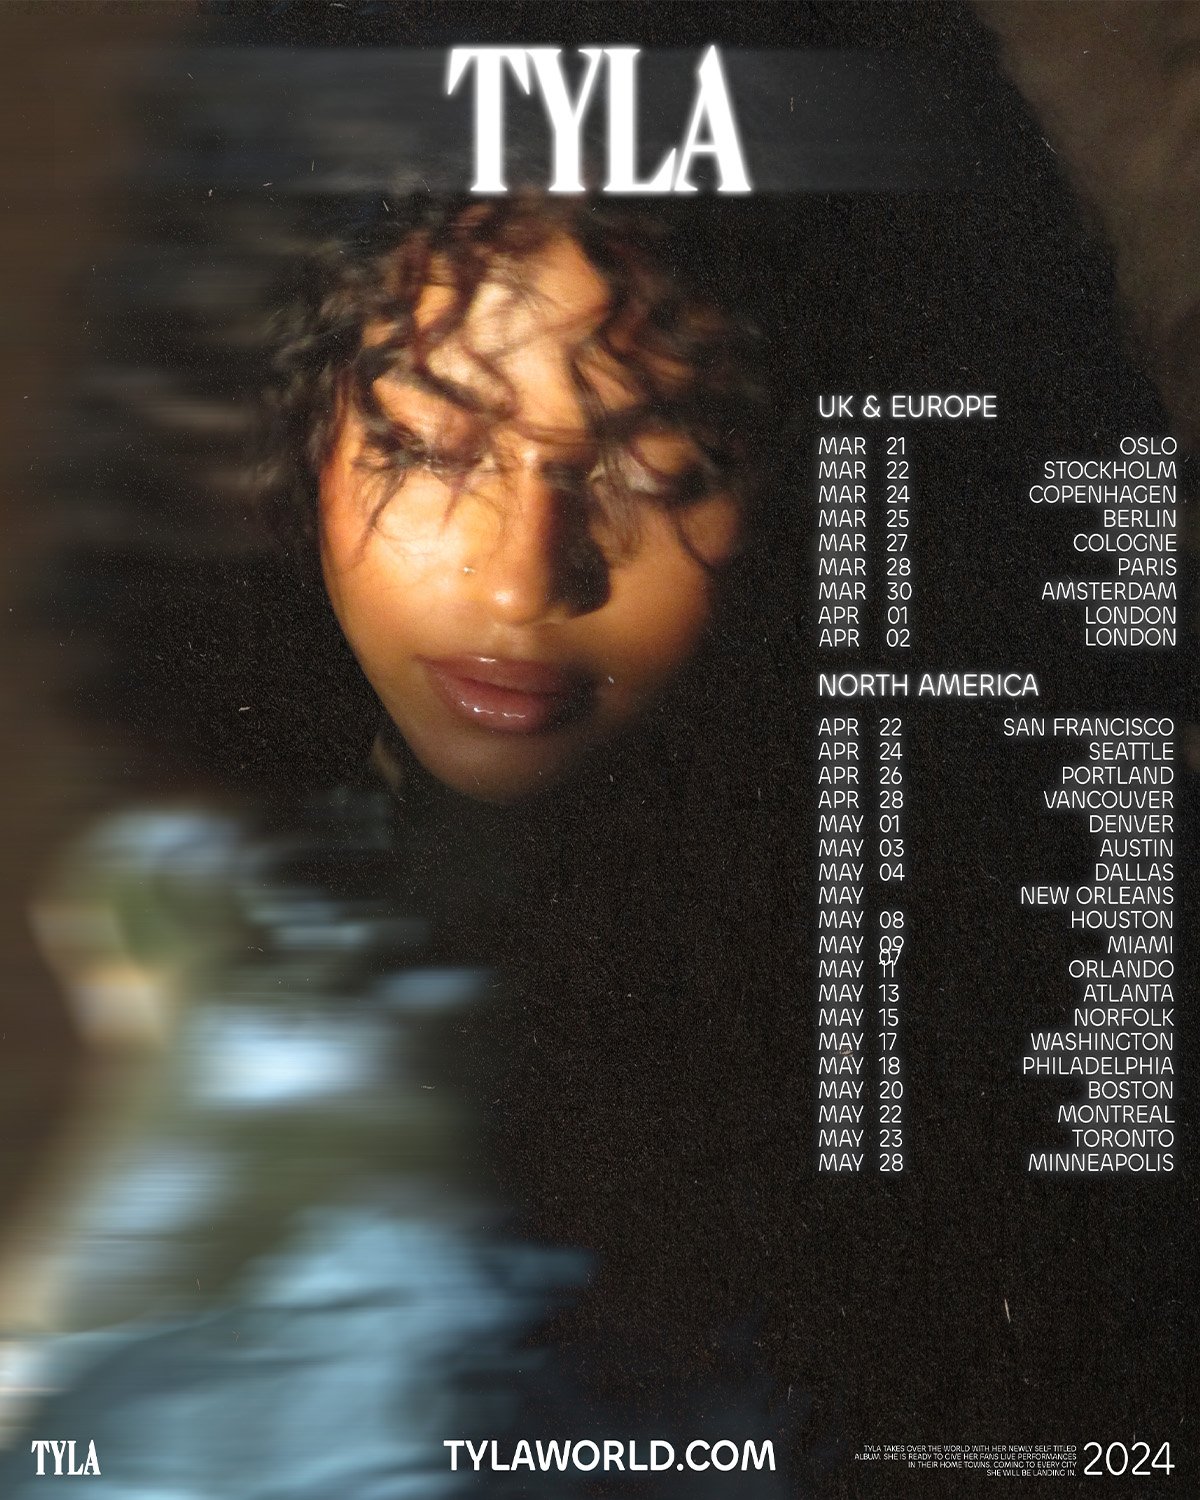 TYLA
UK & EUROPE
MAR 21 OSLO
MAR 22 STOCKHOLM
MAR 24 COPENHAGEN
MAR 25 BERLIN
MAR 27 COLOGNE
MAR 28 PARIS
MAR 30 AMSTERDAM
APR 01 LONDON
APR 02 LONDON
NORTH AMERICA
APR 22 SAN FRANCISCO
APR 24 SEATTLE
APR 26 PORTLAND
APR 28 VANCOUVER
MAY 01 DENVER
MAY 03 AUSTIN
MAY 04 DALLAS
MAY NEW ORLEANS
MAY 08 HOUSTON
MAY 09 MIAMI
07
MAY 11 ORLANDO
MAY 13 ATLANTA
MAY 15 NORFOLK
MAY 17 WASHINGTON
MAY 18 PHILADELPHIA
MAY 20 BOSTON
MAY 22 MONTREAL
MAY 23 TORONTO
MAY 28 MINNEAPOLIS
TYLA
TYLAWORLD.COM
TYLA TAKES OVER THE WORLD WITH HER NEWLY SELF TITLED
ALBUM. SHE IS READY TO GIVE HER FANS LIVE PERFORMANCES
IN THEIR HOME TOWNS. COMING TO EVERY CITY
SHE WILL BE LANDING IN.
2024